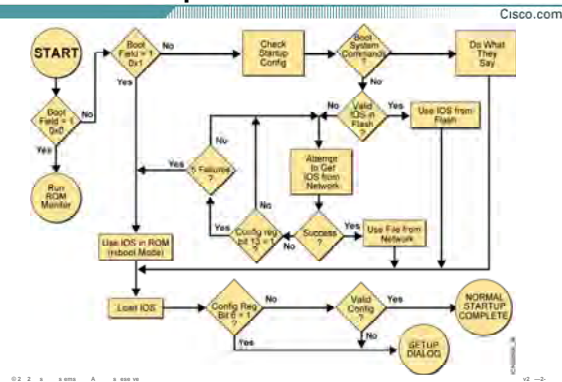 Cisco.com
START
Boot
Field = 1
0x1
?
No
Yes
Check
Startup
Config
Boot
System
Commands
?
No
Do What
They
Say
Boot
Field = 1
0x0
No
Yes
Run
ROM
Monitor
Valid
IOS in
Flash
?
No
Yes
Use IOS from
Flash
No
5 Failures
?
Yes
No
Attempt
to Get
IOS from
Network
Yes
Config reg
bit 13 = 1
?
No
Success
?
Yes
Use File from
Network
Use IOS in ROM
(rxboot Mode)
Load IOS
Config Reg
Bit 6 = 1
?
No
Yes
Valid
Config
?
Yes
No
NORMAL
STARTUP
COMPLETE
SETUP
DIALOG